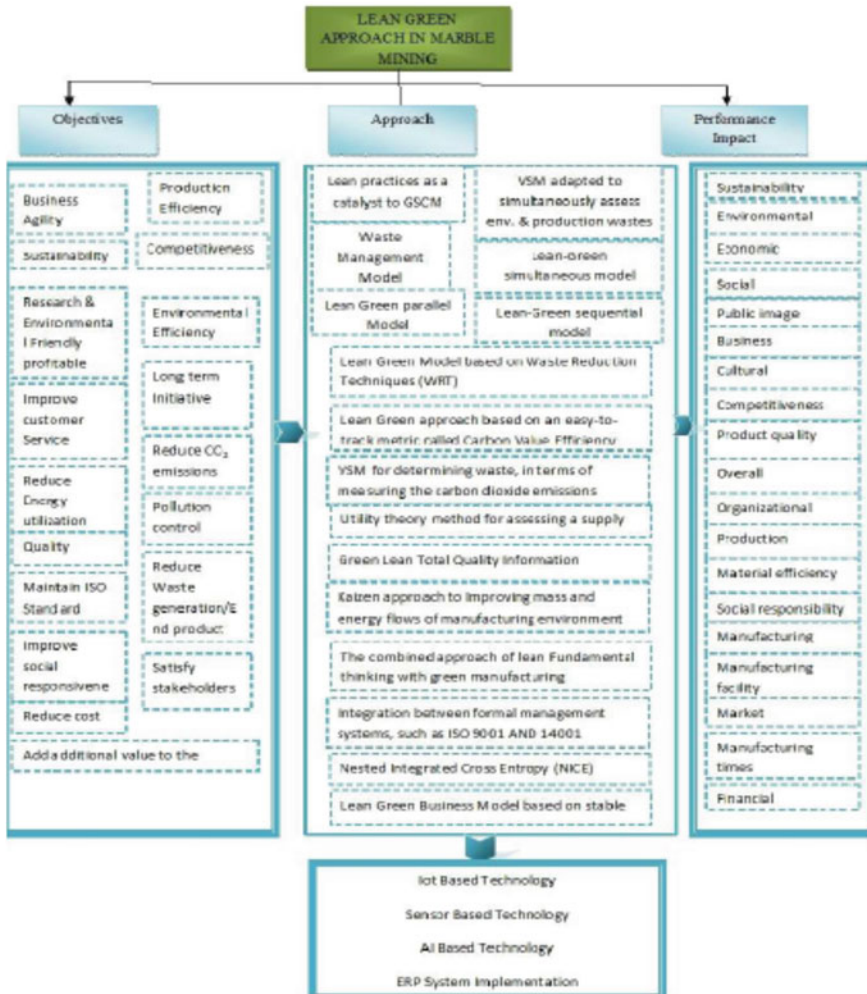 LEAN GREEN
APPROACH IN MARBLE
MINING
Objectives
Approach
Performance
Impact
Business
Agility
Production
Efficiency
Sustainability
Competitiveness
Research &
Environmenta
l Friendly
profitable
Environmental
Efficiency
Improve
customer
Service
Long term
Initiative
Reduce
Energy
utilization
Reduce CO₂
emissions
Quality
Pollution
control
Maintain ISO
Standard
Reduce
Waste
generation/E
nd product
Improve
social
responsivene
Satisfy
stakeholders
Reduce cost
Add additional value to the
Lean practices as a
catalyst to GSCM
VSM adapted to
simultaneously assess
env. & production wastes
Waste
Management
Model
Lean-Green
simultaneous model
Lean Green parallel
Model
Lean-Green sequential
model
Lean Green Model based on Waste Reduction
Techniques (WRT)
Lean Green approach based on an easy-to-
track metric called Carbon Value Efficiency
VSM for determining waste, in terms of
measuring the carbon dioxide emissions
Utility theory method for assessing a supply
Green Lean Total Quality Information
Kaizen approach to improving mass and
energy flows of manufacturing environment
The combined approach of lean Fundamental
thinking with green manufacturing
Integration between formal management
systems, such as ISO 9001 AND 14001
Nested Integrated Cross Entropy (NICE)
Lean Green Business Model based on stable
Sustainability
Environmental
Economic
Social
Public image
Business
Cultural
Competitiveness
Product quality
Overall
Organizational
Production
Material efficiency
Social responsibility
Manufacturing
Manufacturing
facility
Market
Manufacturing
times
Financial
Iot Based Technology
Sensor Based Technology
AI Based Technology
ERP System Implementation